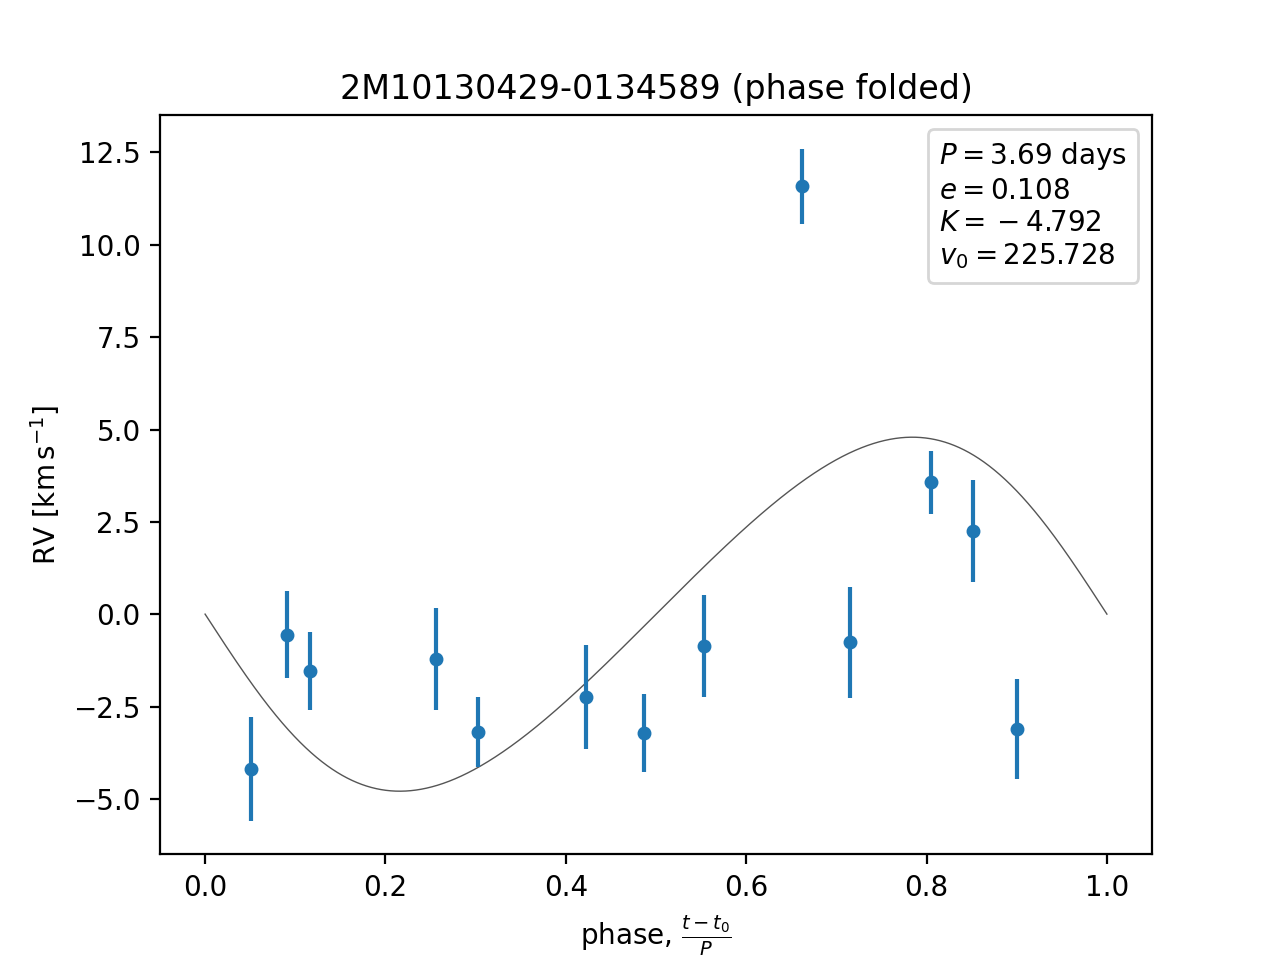 2M10130429-0134589 (phase folded)
P = 3.69 days
e = 0.108
K = −4.792
v₀ = 225.728
12.5
10.0
7.5
5.0
2.5
0.0
−2.5
−5.0
RV [km s⁻¹]
0.0 0.2 0.4 0.6 0.8 1.0
phase, (t − t₀)/P